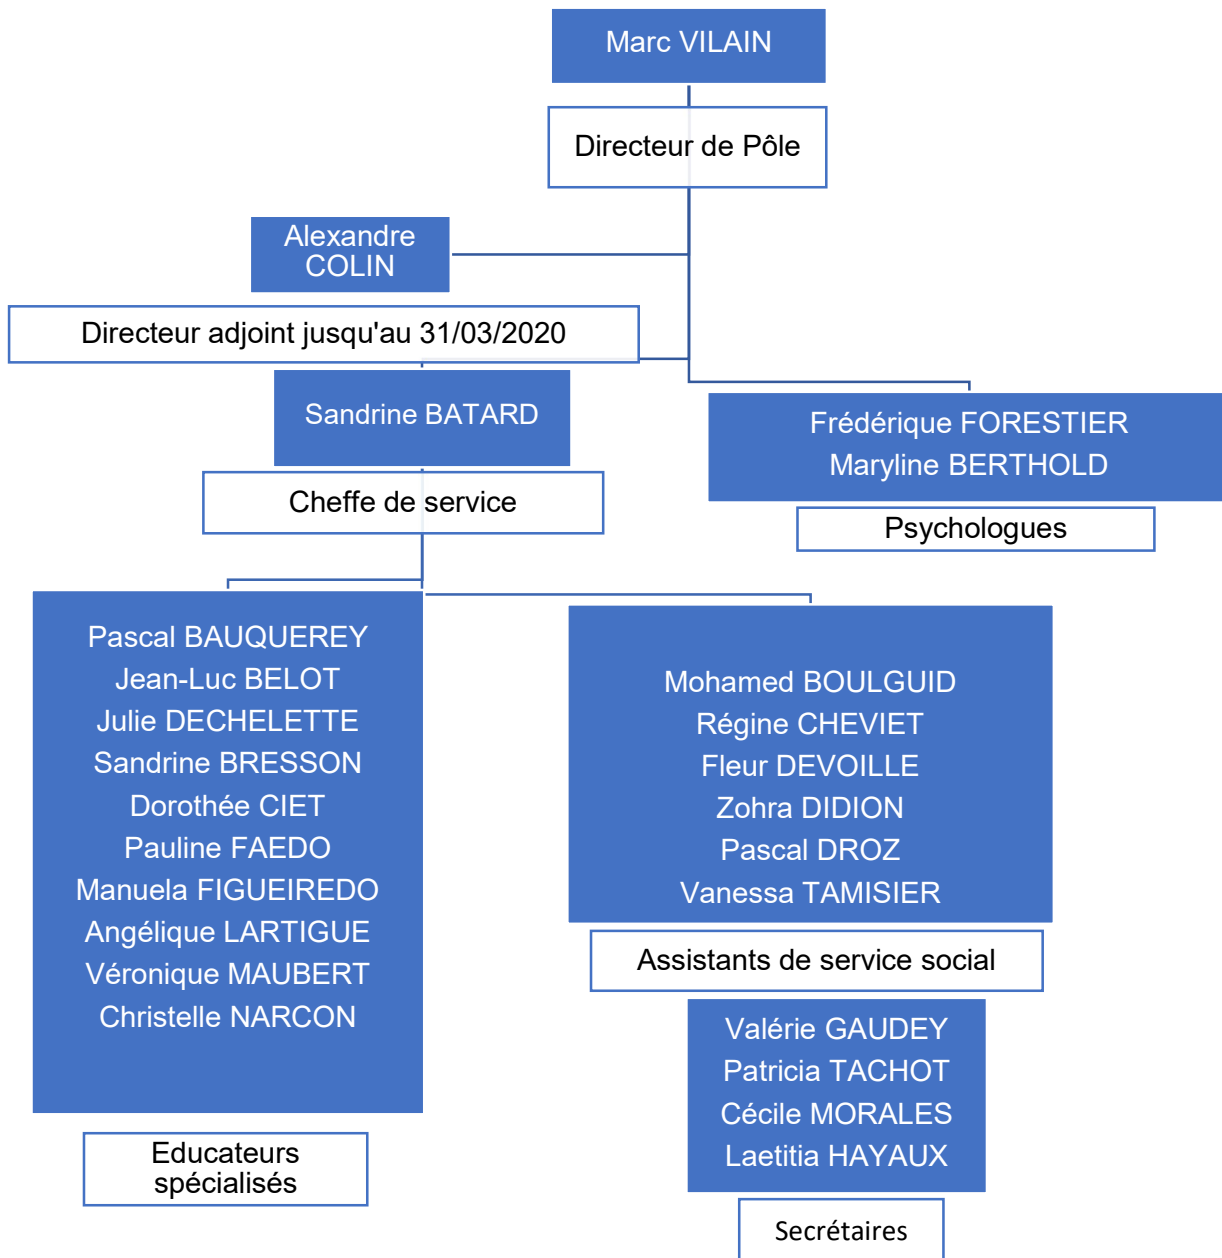 Marc VILAIN
Directeur de Pôle
Alexandre
COLIN
Directeur adjoint jusqu'au 31/03/2020
Sandrine BATARD
Cheffe de service
Frédérique FORESTIER
Maryline BERTHOLD
Psychologues
Pascal BAUQUEREY
Jean-Luc BELOT
Julie DECHELETTE
Sandrine BRESSON
Dorothée CIET
Pauline FAEDO
Manuela FIGUEIREDO
Angélique LARTIGUE
Véronique MAUBERT
Christelle NARCON
Educateurs
spécialisés
Mohamed BOULGUID
Régine CHEVIET
Fleur DEVOILLE
Zohra DIDION
Pascal DROZ
Vanessa TAMISIER
Assistants de service social
Valérie GAUDEY
Patricia TACHOT
Cécile MORALES
Laetitia HAYAUX
Secrétaires